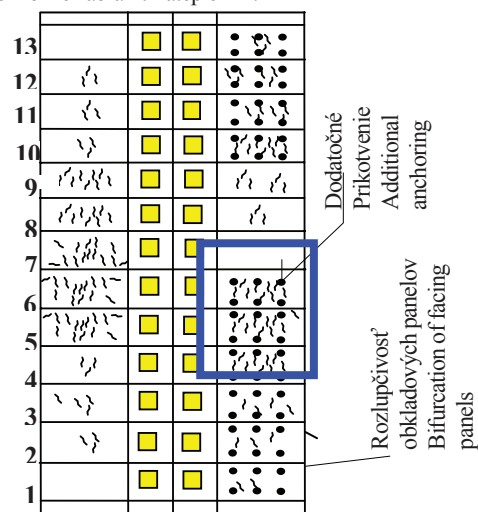 13
12
11
10
9
8
7
6
5
4
3
2
1
Dodatočné
Prikotvenie
Additional
anchoring
Rozlupčivosť
obkladových panelov
Bifurcation of facing
panels